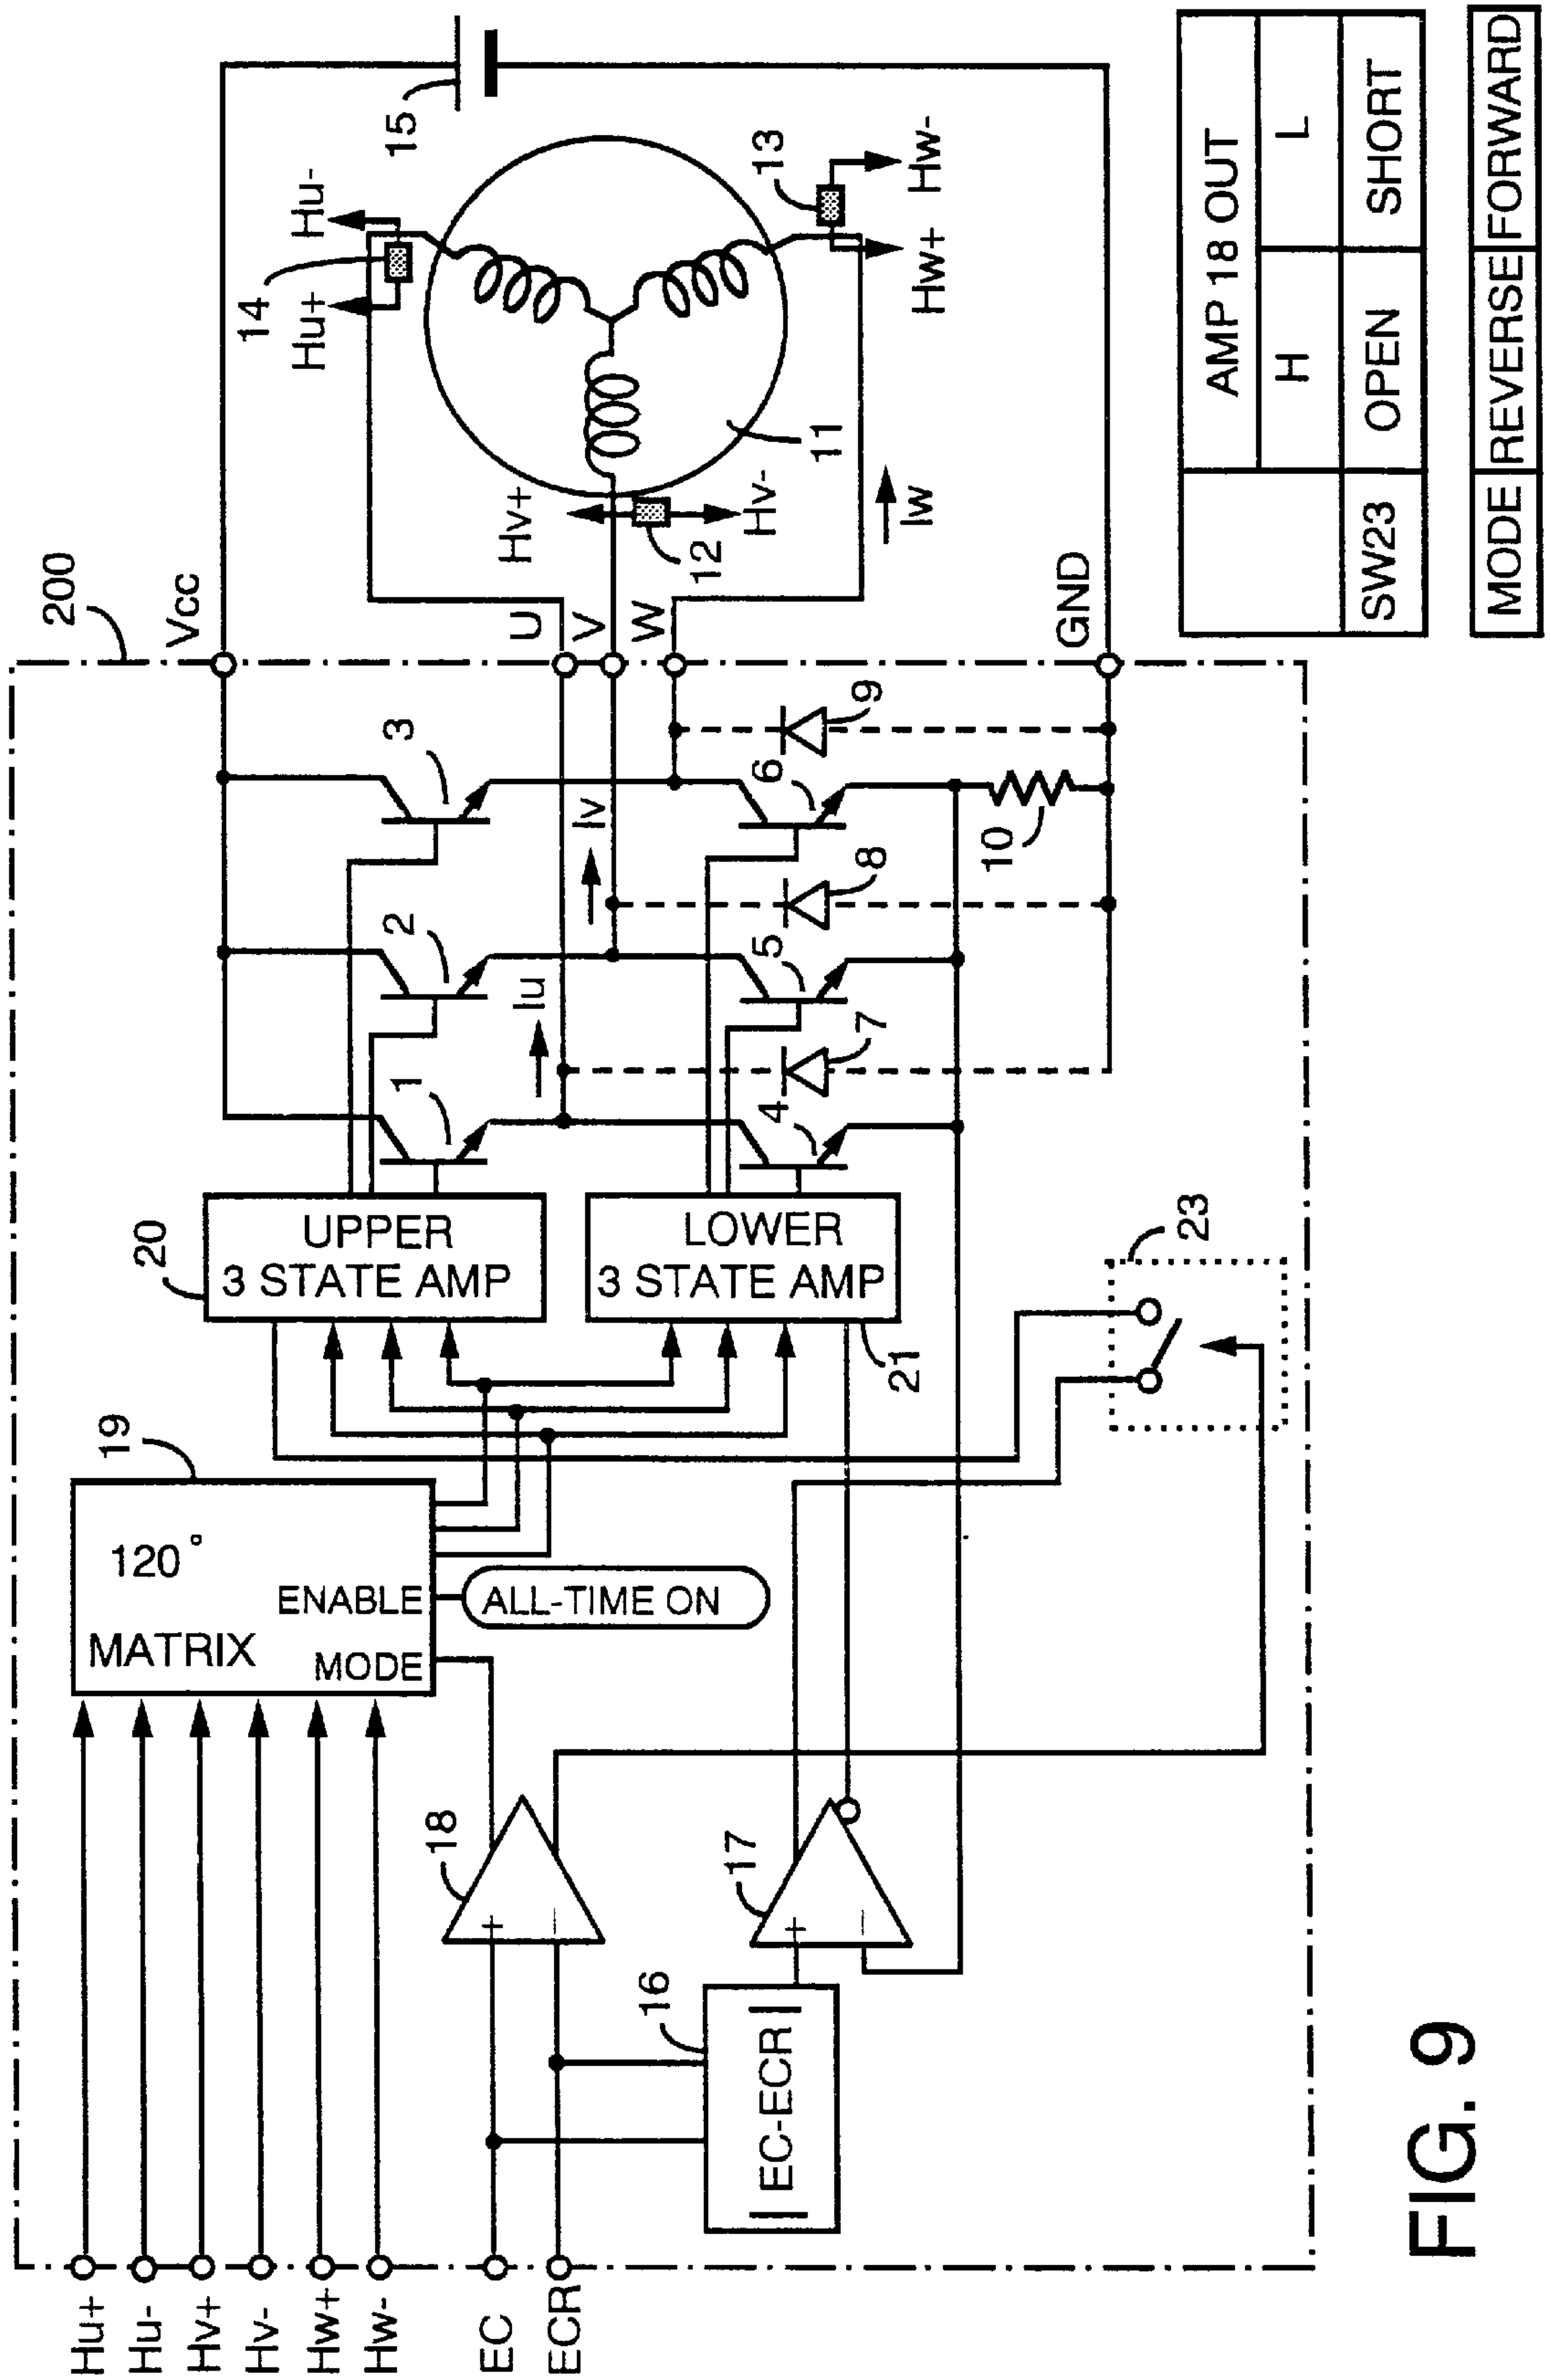 200
Vcc
15
Hu-
14
Hu+
U
V
W
Hv+
12
Hv-
11
13
Hw-
Hw+
Iw
GND
1
2
3
Iu
Iv
4
5
6
7
8
9
10
20
UPPER
3 STATE AMP
LOWER
3 STATE AMP
21
23
19
120°
MATRIX
ENABLE
MODE
ALL-TIME ON
18
+
−
17
+
−
16
|EC-ECR|
Hu+
Hu-
Hv+
Hv-
Hw+
Hw-
EC
ECR
AMP 18 OUT
H L
SW23 OPEN SHORT
MODE REVERSE FORWARD
FIG. 9